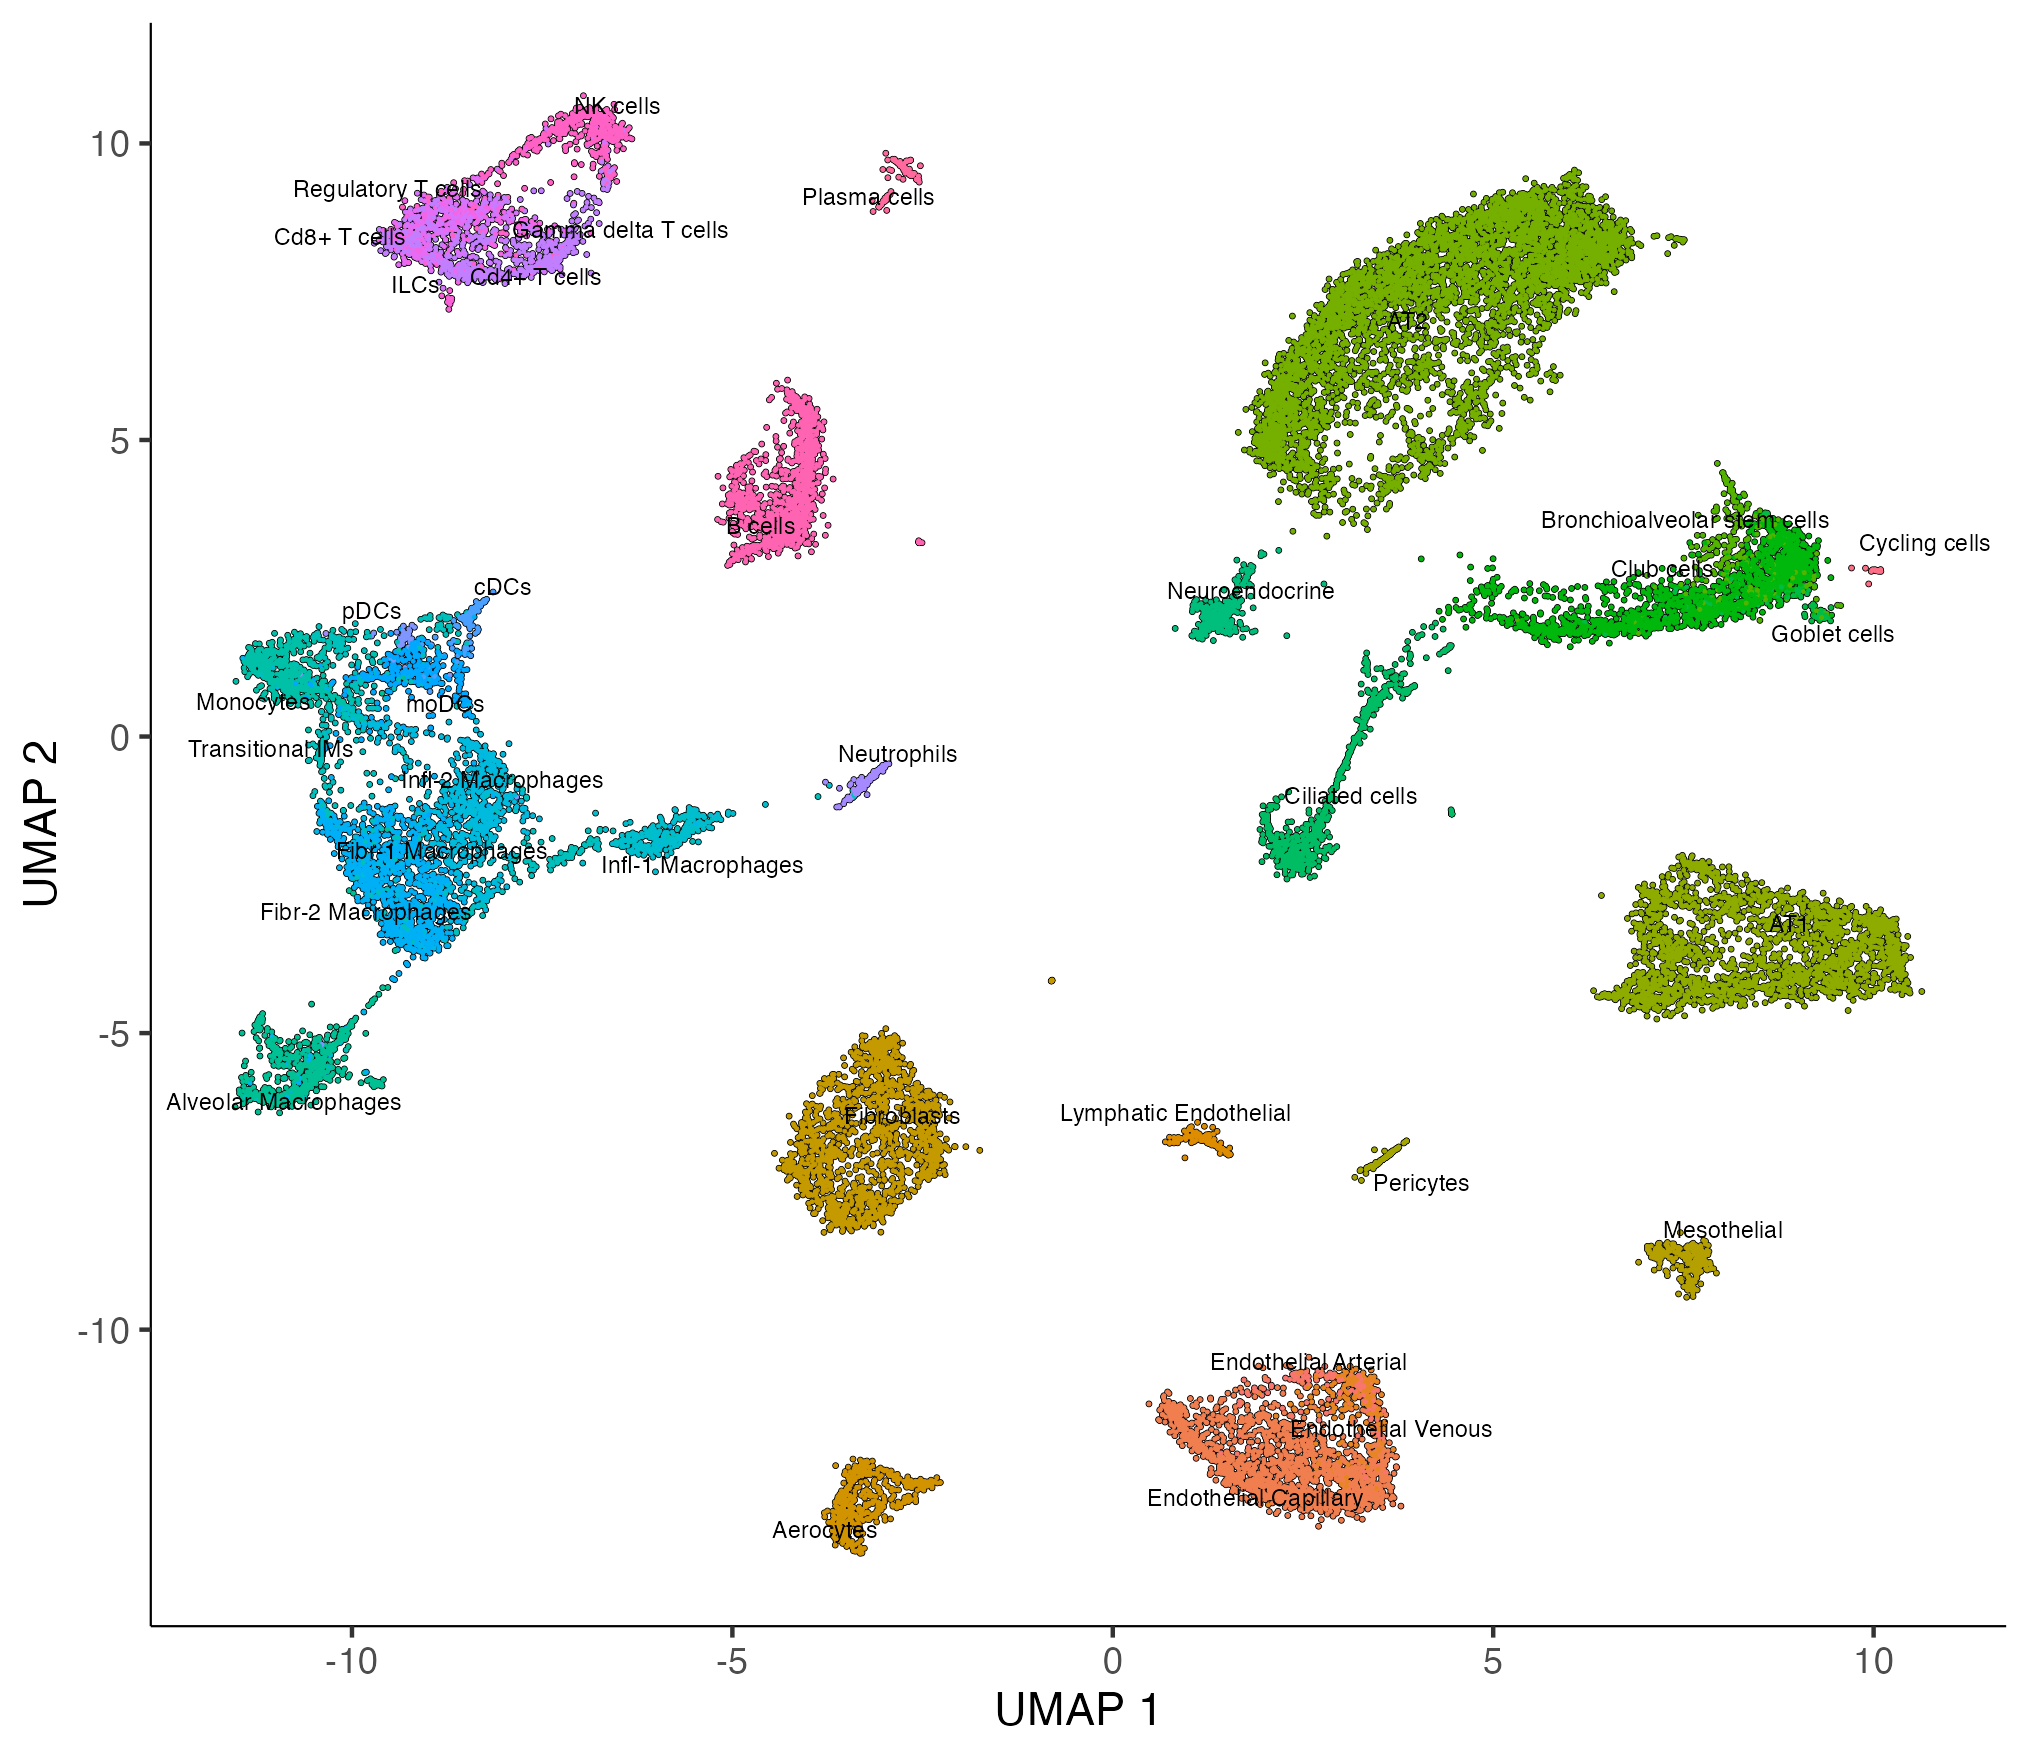 NK cells
10
Plasma cells
Regulatory T cells
Gamma delta T cells
Cd8+ T cells
Cd4+ T cells
ILCs
AT2
5
B cells
Bronchioalveolar stem cells
Cycling cells
Club cells
cDCs
Neuroendocrine
pDCs
Goblet cells
Monocytes
moDCs
0
Transitional IMs
Neutrophils
Infl-2 Macrophages
Ciliated cells
Fibr-1 Macrophages
Infl-1 Macrophages
Fibr-2 Macrophages
AT1
UMAP 2
-5
Alveolar Macrophages
Fibroblasts
Lymphatic Endothelial
Pericytes
Mesothelial
-10
Endothelial Arterial
Endothelial Venous
Endothelial Capillary
Aerocytes
-10 -5 0 5 10
UMAP 1